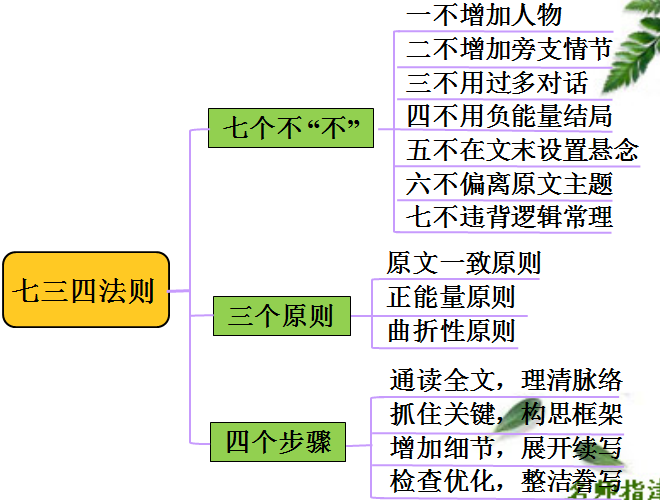 一不增加人物
二不增加旁支情节
三不用过多对话
七个不“不”
四不用负能量结局
五不在文末设置悬念
六不偏离原文主题
七不违背逻辑常理
七三四法则
原文一致原则
三个原则
正能量原则
曲折性原则
通读全文，理清脉络
抓住关键，构思框架
四个步骤
增加细节，展开续写
检查优化，整洁誊写
名师指津